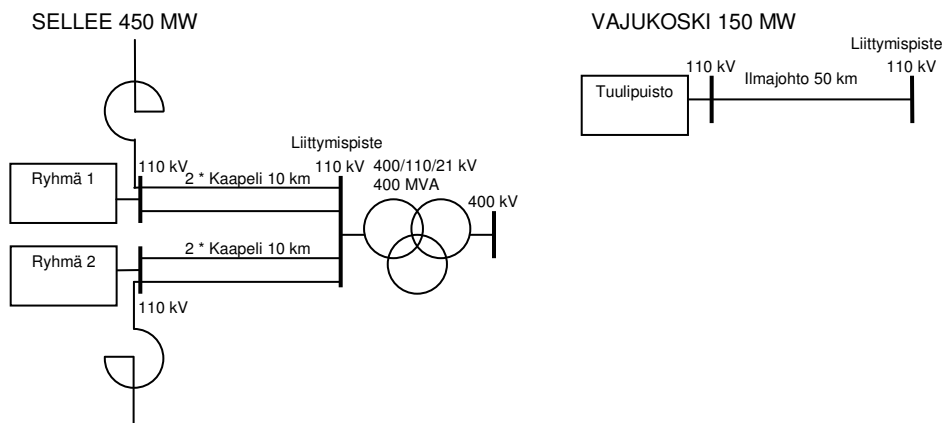 SELLEE 450 MW
110 kV
Ryhmä 1
2 * Kaapeli 10 km
Ryhmä 2
2 * Kaapeli 10 km
110 kV
Liittymispiste
110 kV
400/110/21 kV
400 MVA
400 kV
VAJUKOSKI 150 MW
Tuulipuisto
110 kV
Ilmajohto 50 km
Liittymispiste
110 kV